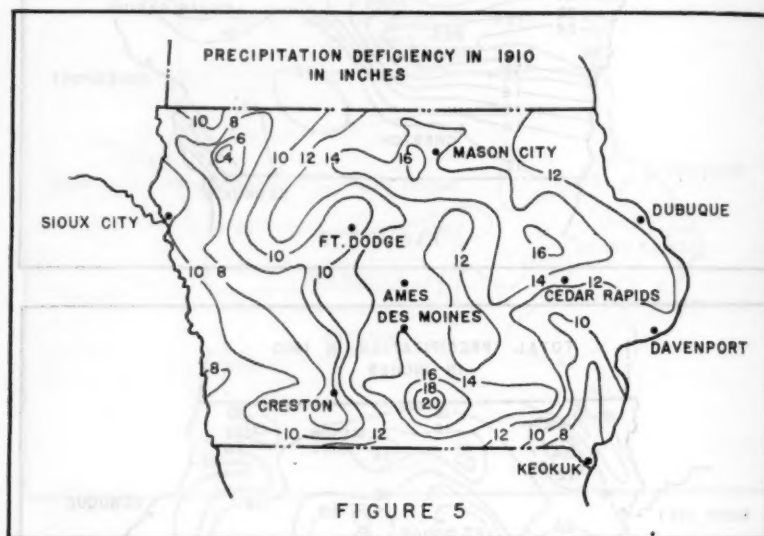 PRECIPITATION DEFICIENCY IN 1910
IN INCHES
10 8
6
4
10 12 14
16
MASON CITY
12
SIOUX CITY
DUBUQUE
FT. DODGE
10
10
12
16
10 8
14 12
CEDAR RAPIDS
AMES
DES MOINES
10
DAVENPORT
8
16
14
18
20
CRESTON
10 12
12 10 8
KEOKUK
FIGURE 5